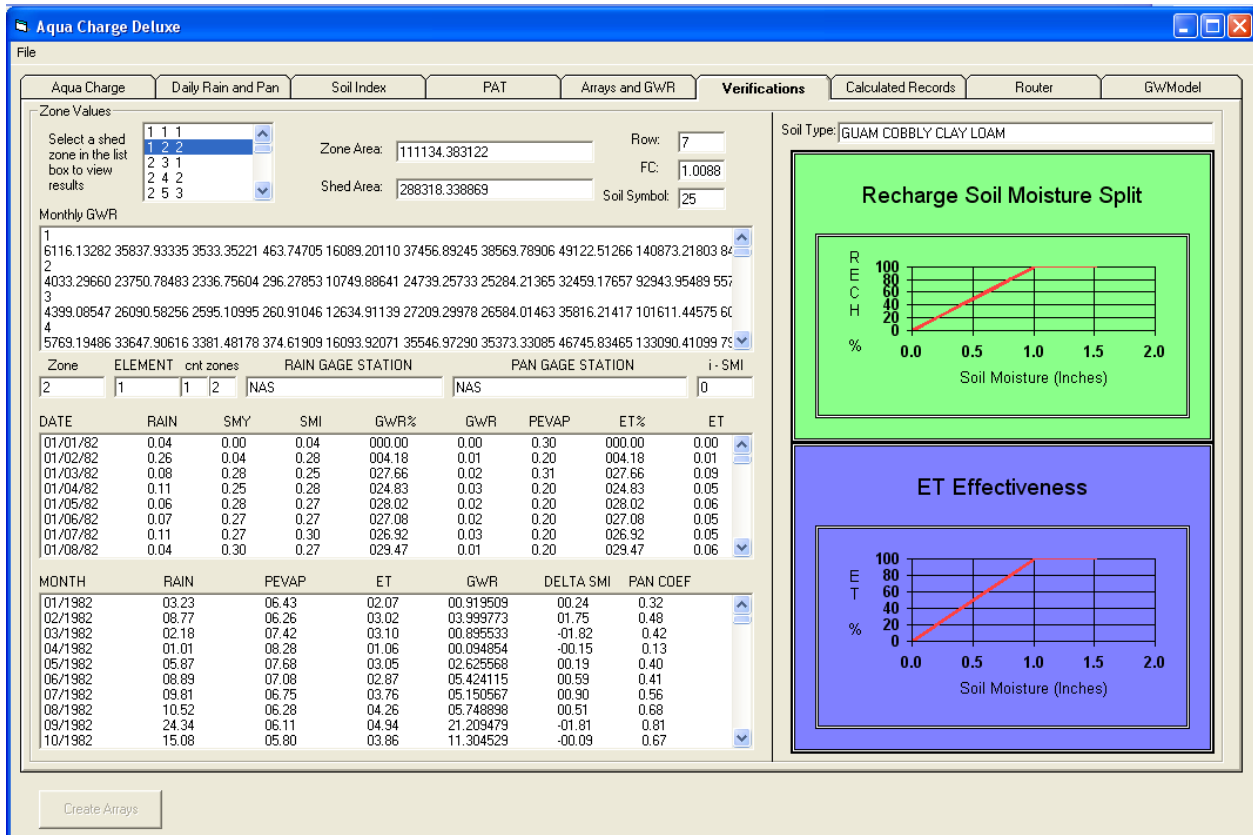 Aqua Charge Deluxe
File
Aqua Charge Daily Rain and Pan Soil Index PAT Arrays and GWR Verifications Calculated Records Router GWModel
Zone Values
Select a shed
zone in the list
box to view
results
1 1 1
1 2 2
2 3 1
2 4 2
2 5 3
Zone Area: 111134.383122
Shed Area: 288318.338869
Row: 7
FC: 1.0088
Soil Symbol: 25
Monthly GWR
1
6116.13282 35837.93335 3533.35221 463.74705 16089.20110 37456.89245 38569.78906 49122.51266 140873.21803 84
2
4033.29660 23750.78483 2336.75604 296.27853 10749.88641 24739.25733 25284.21365 32459.17657 92943.95489 557
3
4399.08547 26090.58256 2595.10995 260.91046 12634.91139 27209.29978 26584.01463 35816.21417 101611.44575 60
4
5769.19486 33647.90616 3381.48178 374.61909 16093.92071 35546.97290 35373.33085 46745.83465 133090.41099 79
Zone ELEMENT cnt zones RAIN GAGE STATION PAN GAGE STATION i - SMI
2 1 1 2 NAS NAS 0
DATE RAIN SMY SMI GWR% GWR PEVAP ET% ET
01/01/82 0.04 0.00 0.04 000.00 0.00 0.30 000.00 0.00
01/02/82 0.26 0.04 0.28 004.18 0.01 0.20 004.18 0.01
01/03/82 0.08 0.28 0.25 027.66 0.02 0.31 027.66 0.09
01/04/82 0.11 0.25 0.28 024.83 0.03 0.20 024.83 0.05
01/05/82 0.06 0.28 0.27 028.02 0.02 0.20 028.02 0.06
01/06/82 0.07 0.27 0.27 027.08 0.02 0.20 027.08 0.05
01/07/82 0.11 0.27 0.30 026.92 0.03 0.20 026.92 0.05
01/08/82 0.04 0.30 0.27 029.47 0.01 0.20 029.47 0.06
MONTH RAIN PEVAP ET GWR DELTA SMI PAN COEF
01/1982 03.23 06.43 02.07 00.919509 00.24 0.32
02/1982 08.77 06.26 03.02 03.999773 01.75 0.48
03/1982 02.18 07.42 03.10 00.895533 -01.82 0.42
04/1982 01.01 08.28 01.06 00.094854 -00.15 0.13
05/1982 05.87 07.68 03.05 02.625568 00.19 0.40
06/1982 08.89 07.08 02.87 05.424115 00.59 0.41
07/1982 09.81 06.75 03.76 05.150567 00.90 0.56
08/1982 10.52 06.28 04.26 05.748898 00.51 0.68
09/1982 24.34 06.11 04.94 21.209479 -01.81 0.81
10/1982 15.08 05.80 03.86 11.304529 -00.09 0.67
Create Arrays
Soil Type: GUAM COBBLY CLAY LOAM
Recharge Soil Moisture Split
RECH
%
100
80
60
40
20
0
0.0 0.5 1.0 1.5 2.0
Soil Moisture (Inches)
ET Effectiveness
ET
%
100
80
60
40
20
0
0.0 0.5 1.0 1.5 2.0
Soil Moisture (Inches)